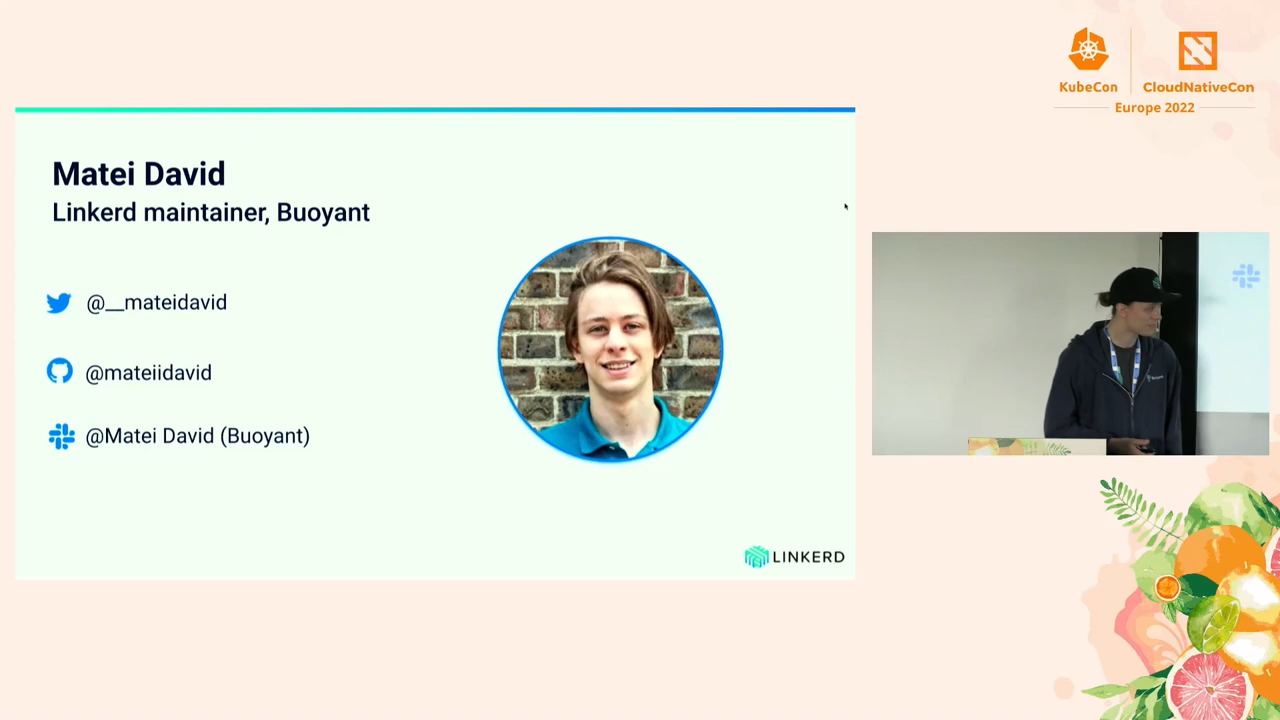 KubeCon
CloudNativeCon
Europe 2022
Matei David
Linkerd maintainer, Buoyant
@__mateidavid
@mateiidavid
@Matei David (Buoyant)
LINKERD